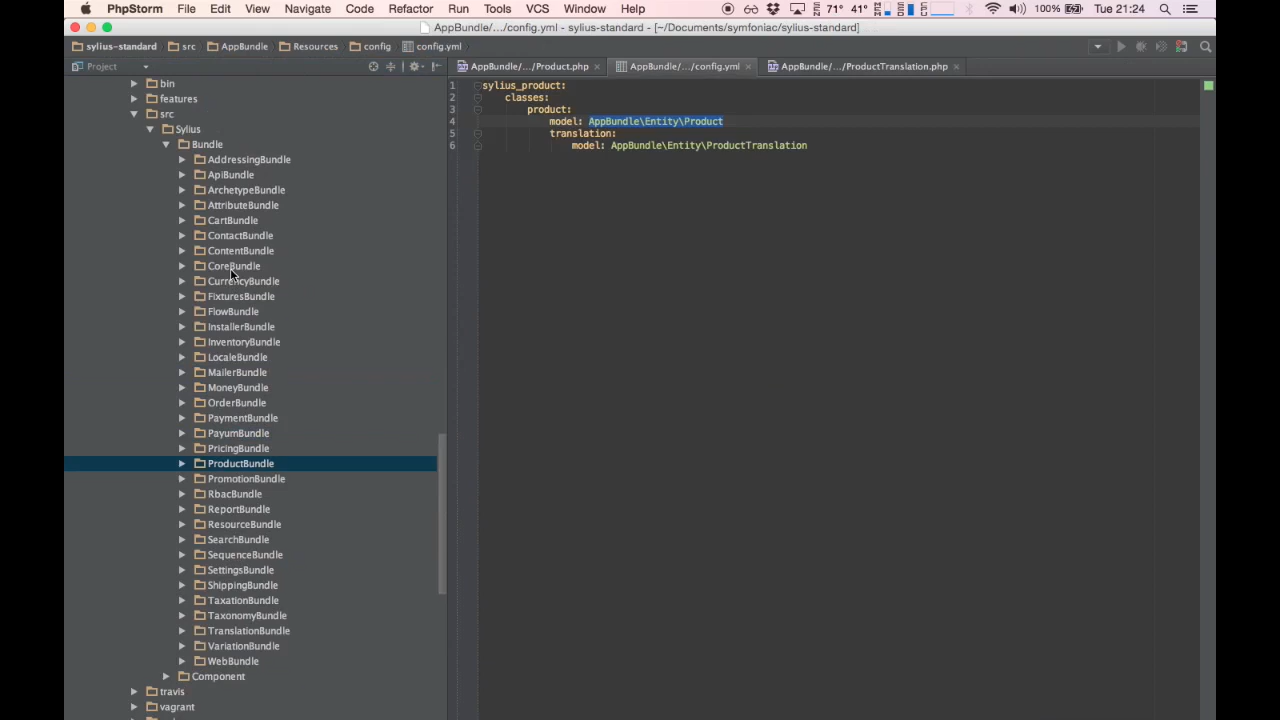 PhpStorm File Edit View Navigate Code Refactor Run Tools VCS Window Help 71° 41° 100% Tue 21:24
AppBundle/.../config.yml - sylius-standard - [~/Documents/symfoniac/sylius-standard]
sylius-standard src AppBundle Resources config config.yml
Project
AppBundle/.../Product.php AppBundle/.../config.yml AppBundle/.../ProductTranslation.php
bin
features
src
Sylius
Bundle
AddressingBundle
ApiBundle
ArchetypeBundle
AttributeBundle
CartBundle
ContactBundle
ContentBundle
CoreBundle
CurrencyBundle
FixturesBundle
FlowBundle
InstallerBundle
InventoryBundle
LocaleBundle
MailerBundle
MoneyBundle
OrderBundle
PaymentBundle
PayumBundle
PricingBundle
ProductBundle
PromotionBundle
RbacBundle
ReportBundle
ResourceBundle
SearchBundle
SequenceBundle
SettingsBundle
ShippingBundle
TaxationBundle
TaxonomyBundle
TranslationBundle
VariationBundle
WebBundle
Component
travis
vagrant
1 sylius_product:
2 classes:
3 product:
4 model: AppBundle\Entity\Product
5 translation:
6 model: AppBundle\Entity\ProductTranslation